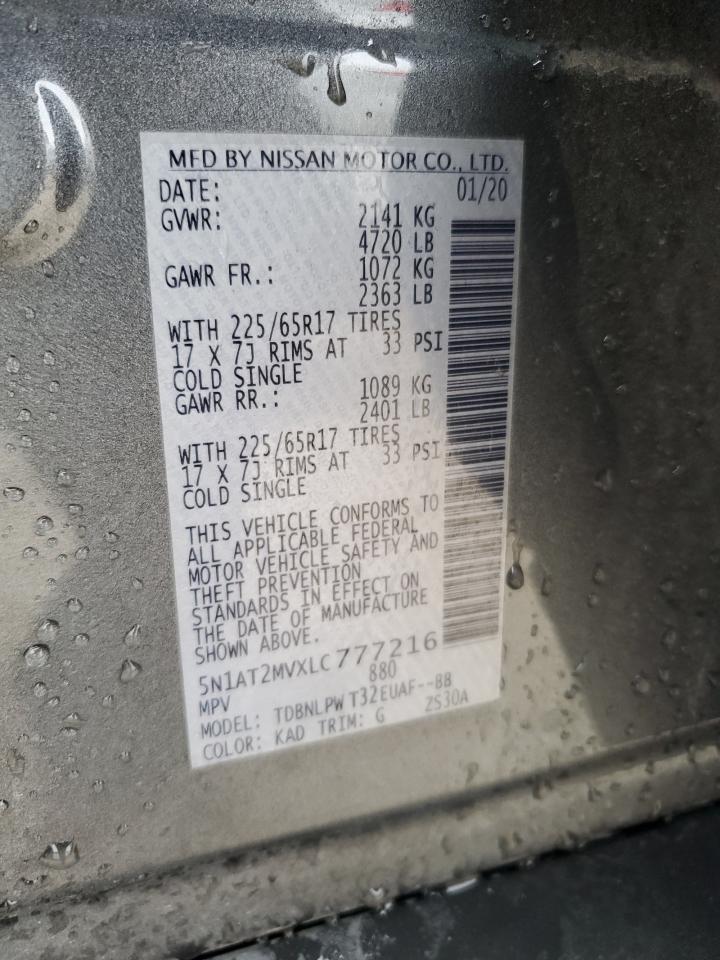 MFD BY NISSAN MOTOR CO., LTD.
DATE: 01/20
GVWR: 2141 KG
4720 LB
GAWR FR.: 1072 KG
2363 LB
WITH 225/65R17 TIRES
17 X 7J RIMS AT 33 PSI
COLD SINGLE
GAWR RR.: 1089 KG
2401 LB
WITH 225/65R17 TIRES
17 X 7J RIMS AT 33 PSI
COLD SINGLE
THIS VEHICLE CONFORMS TO
ALL APPLICABLE FEDERAL
MOTOR VEHICLE SAFETY AND
THEFT PREVENTION
STANDARDS IN EFFECT ON
THE DATE OF MANUFACTURE
SHOWN ABOVE.
5N1AT2MVXLC777216
MPV 880
MODEL: TDBNLPW T32EUAF--BB
COLOR: KAD TRIM: G ZS30A